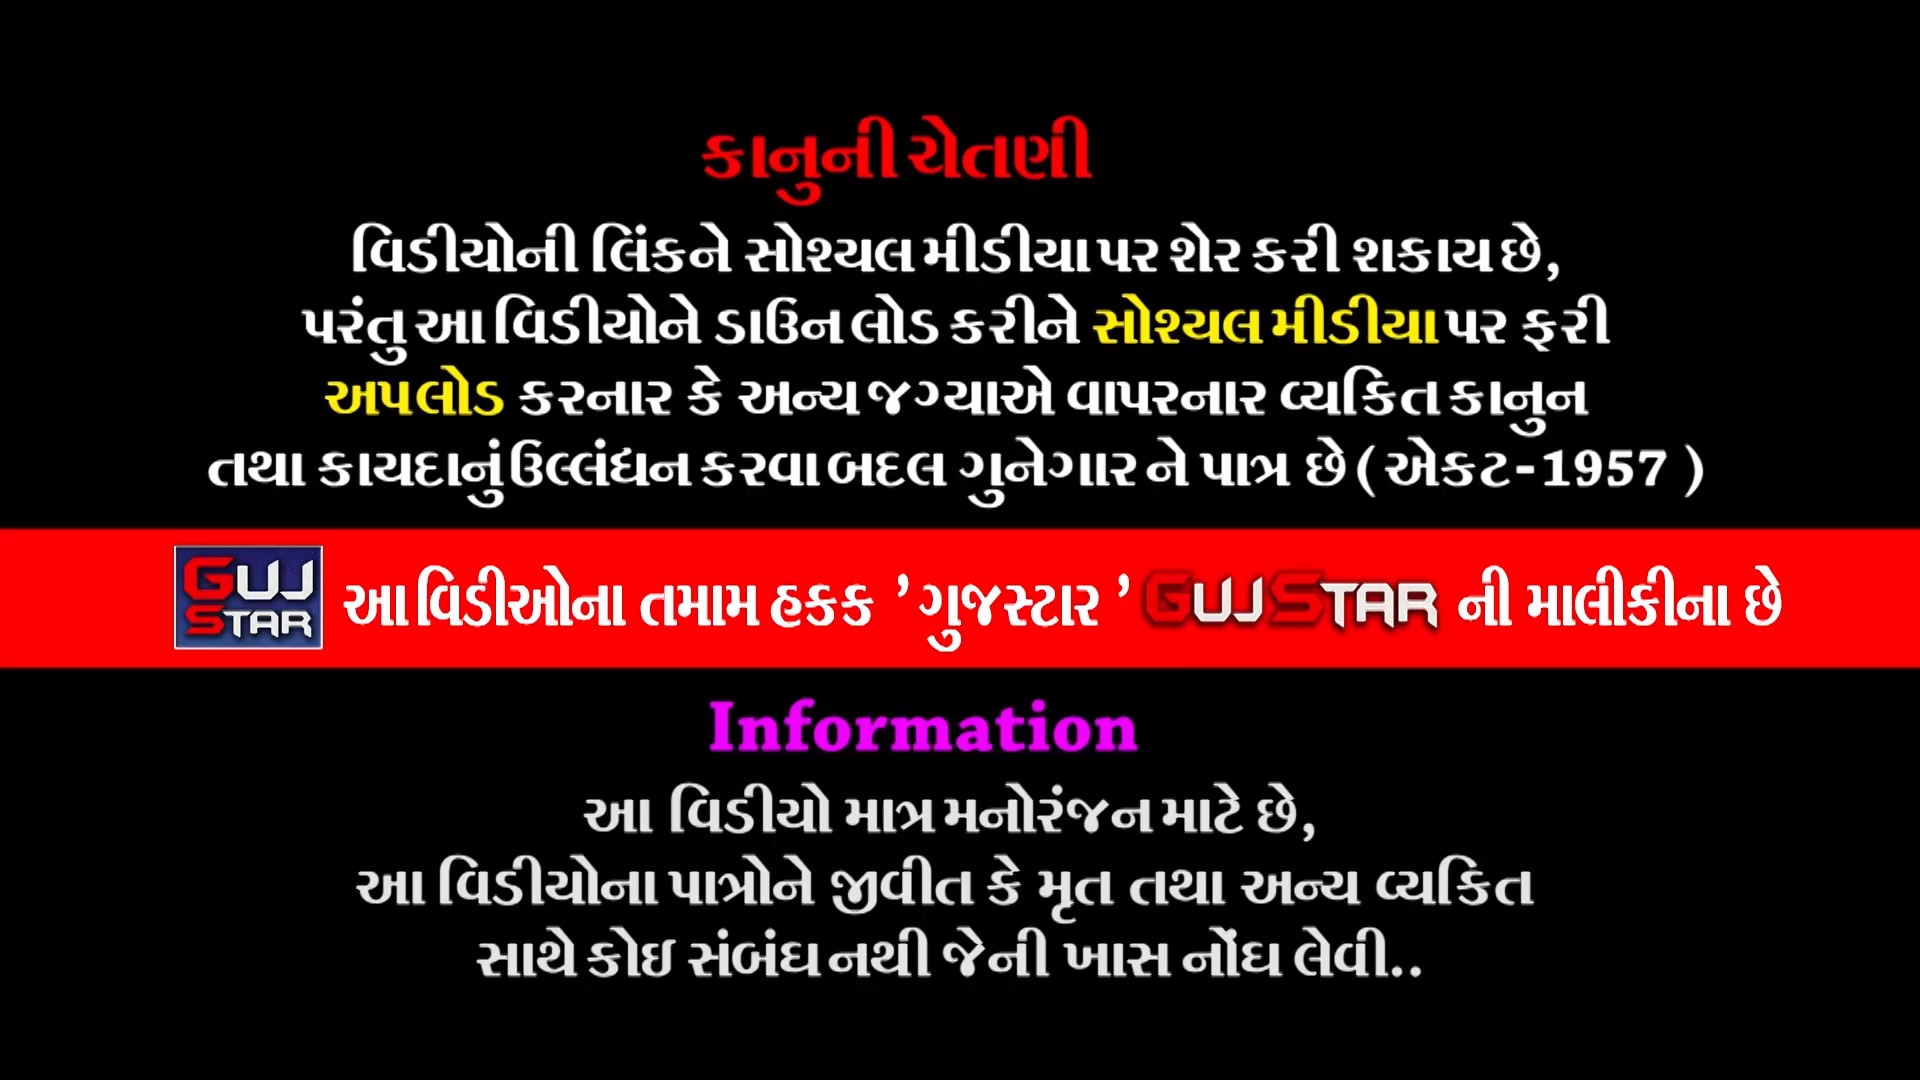 કાનુની ચેતણી
વિડીયોની લિંકને સોશ્યલ મીડીયા પર શેર કરી શકાય છે,
પરંતુ આ વિડીયોને ડાઉન લોડ કરીને સોશ્યલ મીડીયા પર ફરી
અપલોડ કરનાર કે અન્ય જગ્યાએ વાપરનાર વ્યકિત કાનુન
તથા કાયદાનું ઉલ્લંઘન કરવા બદલ ગુનેગાર ને પાત્ર છે ( એકટ-1957 )
GUJ STAR આ વિડીઓના તમામ હકક ’ ગુજસ્ટાર ’ GUJ STAR ની માલીકીના છે
Information
આ વિડીયો માત્ર મનોરંજન માટે છે,
આ વિડીયોના પાત્રોને જીવીત કે મૃત તથા અન્ય વ્યકિત
સાથે કોઇ સંબંઘ નથી જેની ખાસ નોંઘ લેવી..